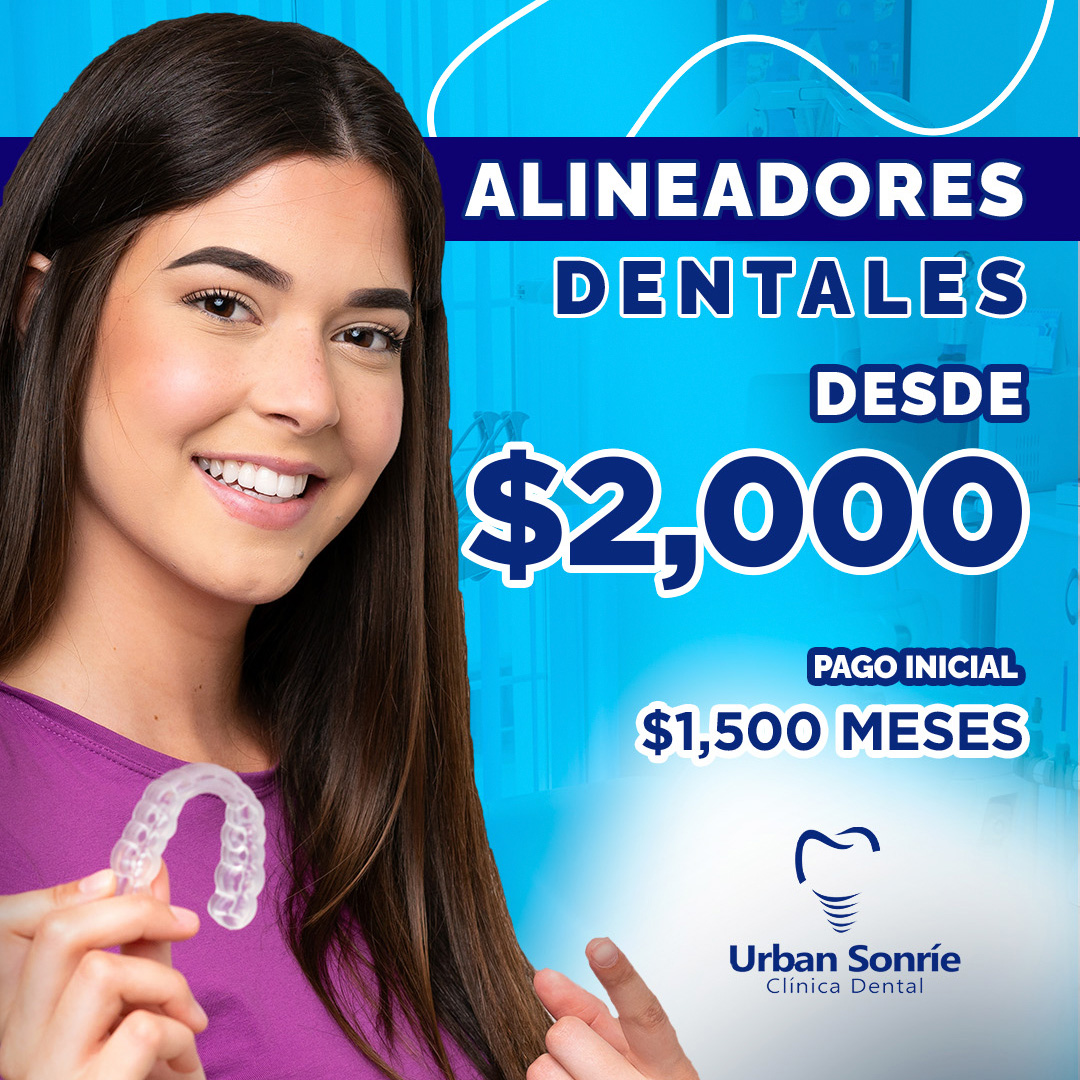 ALINEADORES
DENTALES
DESDE
$2,000
PAGO INICIAL
$1,500 MESES
Urban Sonríe
Clínica Dental